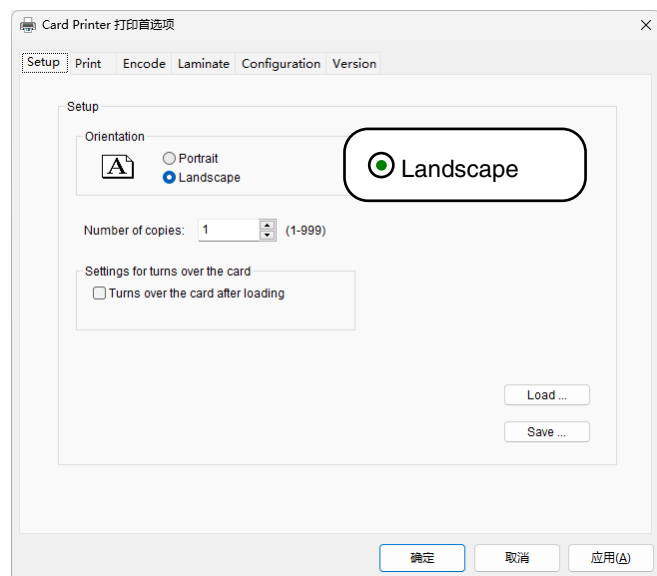 Card Printer 打印首选项
Setup Print Encode Laminate Configuration Version
Setup
Orientation
A
Portrait
Landscape
Landscape
Number of copies: 1 (1-999)
Settings for turns over the card
Turns over the card after loading
Load ...
Save ...
确定 取消 应用(A)